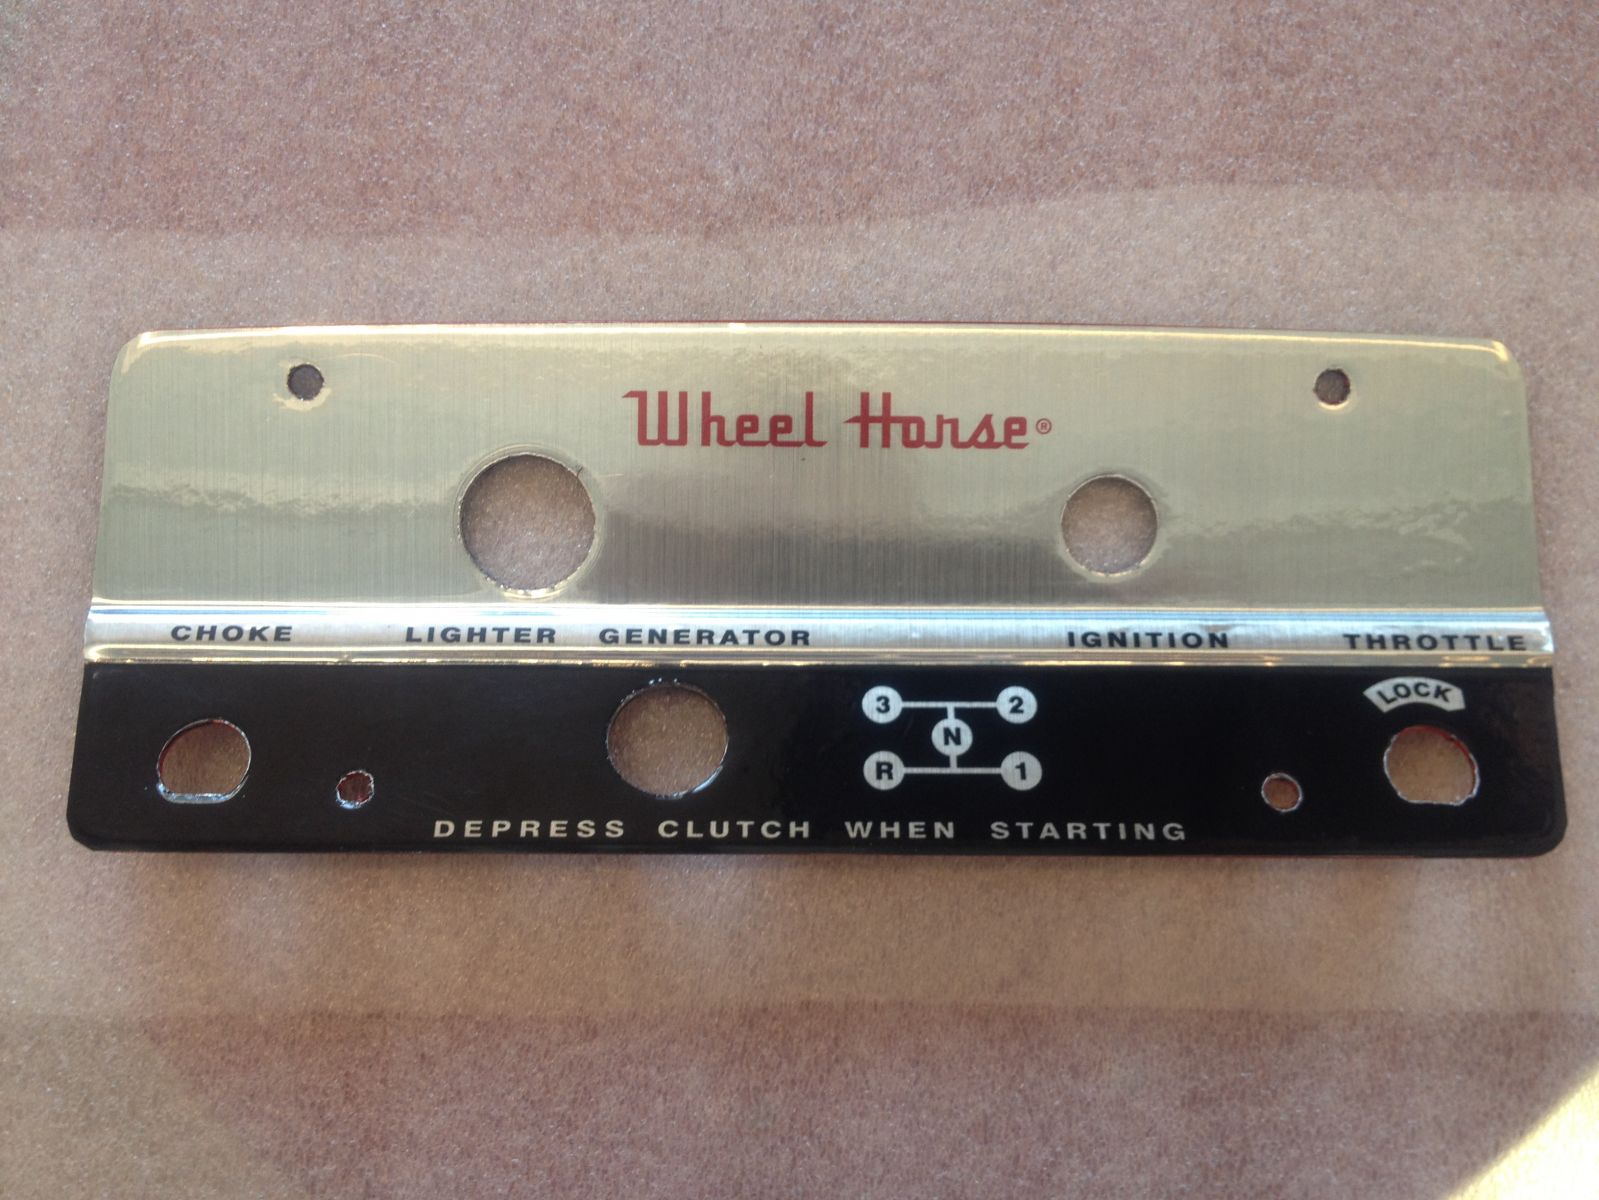 Wheel Horse®
CHOKE LIGHTER GENERATOR IGNITION THROTTLE
LOCK
3 2
N
R 1
DEPRESS CLUTCH WHEN STARTING